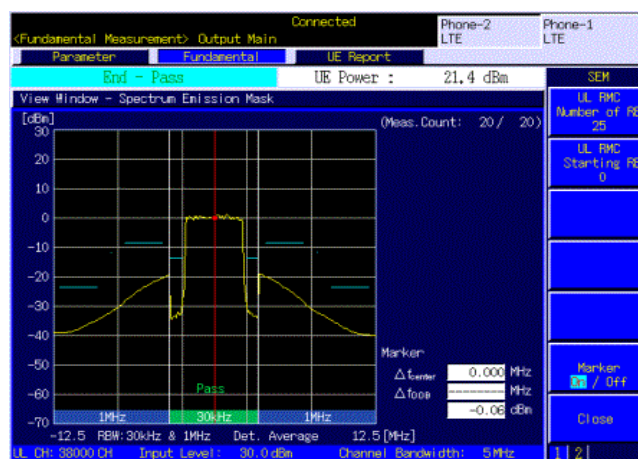 Connected
Phone-2
LTE
Phone-1
LTE
<Fundamental Measurement> Output Main
Parameter
Fundamental
UE Report
End - Pass
UE Power : 21.4 dBm
SEM
View Window - Spectrum Emission Mask
UL RMC
Number of RB
25
[dBm]
(Meas.Count: 20/ 20)
30
20
10
0
-10
-20
-30
-40
-50
-60
-70
UL RMC
Starting RB
0
Marker
Δfcenter 0.000 MHz
ΔfOOB -------- MHz
-0.06 dBm
Pass
1MHz 30kHz 1MHz
-12.5 RBW:30kHz & 1MHz Det. Average 12.5[MHz]
Marker
On / Off
Close
UL CH: 38000CH Input Level: 30.0dBm Channel Bandwidth: 5MHz
1 2